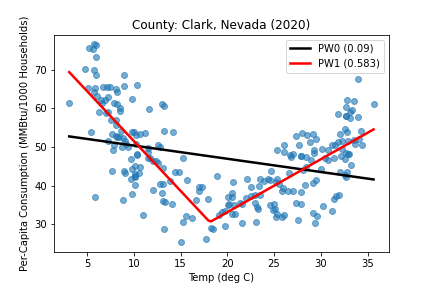 County: Clark, Nevada (2020)
PW0 (0.09)
PW1 (0.583)
Per-Capita Consumption (MMBtu/1000 Households)
70
60
50
40
30
5 10 15 20 25 30 35
Temp (deg C)